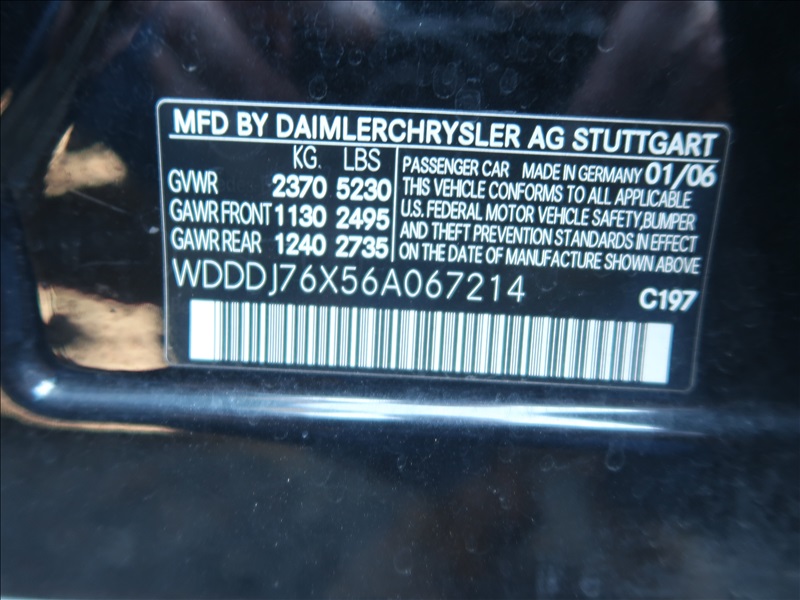 MFD BY DAIMLERCHRYSLER AG STUTTGART
KG. LBS
GVWR 2370 5230
GAWR FRONT 1130 2495
GAWR REAR 1240 2735
PASSENGER CAR MADE IN GERMANY 01/06
THIS VEHICLE CONFORMS TO ALL APPLICABLE
U.S. FEDERAL MOTOR VEHICLE SAFETY, BUMPER
AND THEFT PREVENTION STANDARDS IN EFFECT
ON THE DATE OF MANUFACTURE SHOWN ABOVE
WDDDJ76X56A067214
C197